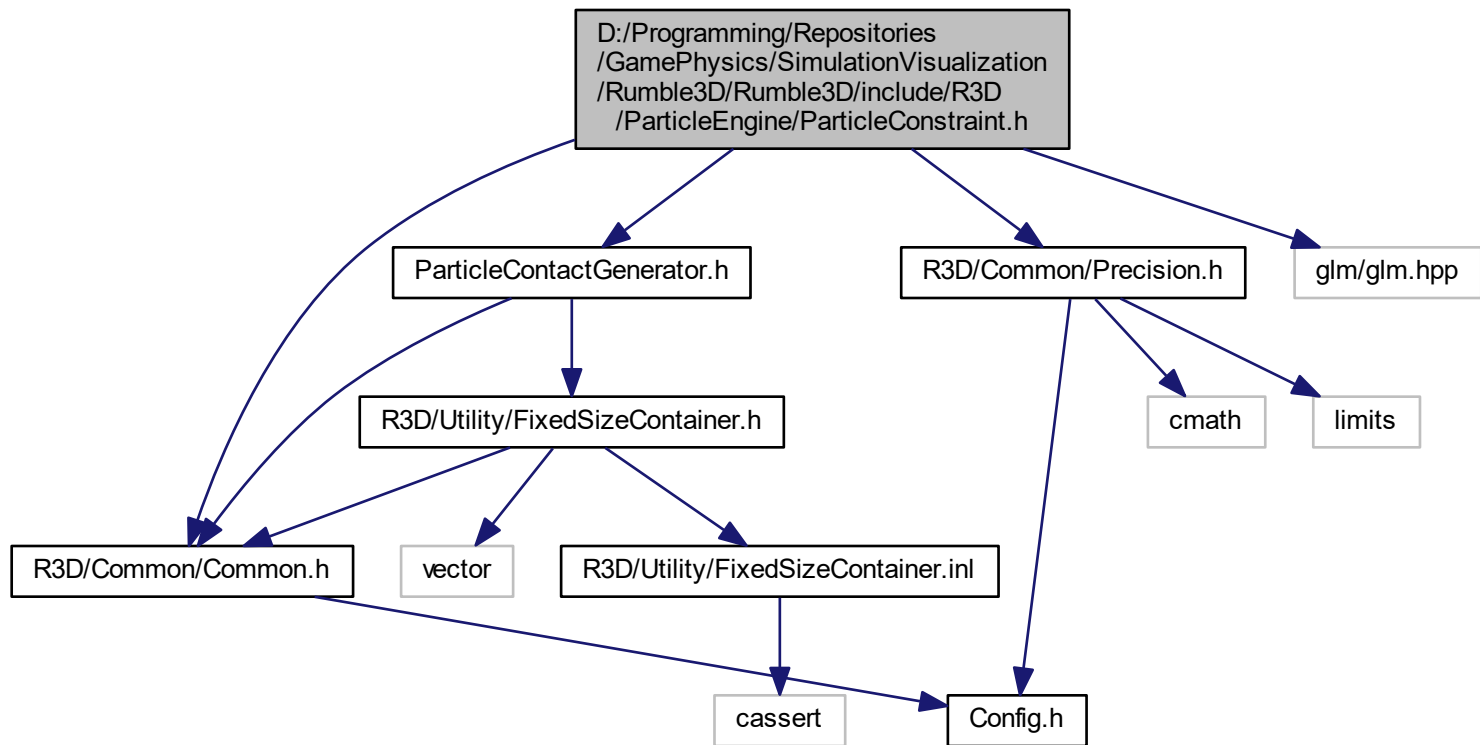 D:/Programming/Repositories
/GamePhysics/SimulationVisualization
/Rumble3D/Rumble3D/include/R3D
/ParticleEngine/ParticleConstraint.h
ParticleContactGenerator.h
R3D/Common/Precision.h
glm/glm.hpp
R3D/Utility/FixedSizeContainer.h
cmath
limits
R3D/Common/Common.h
vector
R3D/Utility/FixedSizeContainer.inl
cassert
Config.h